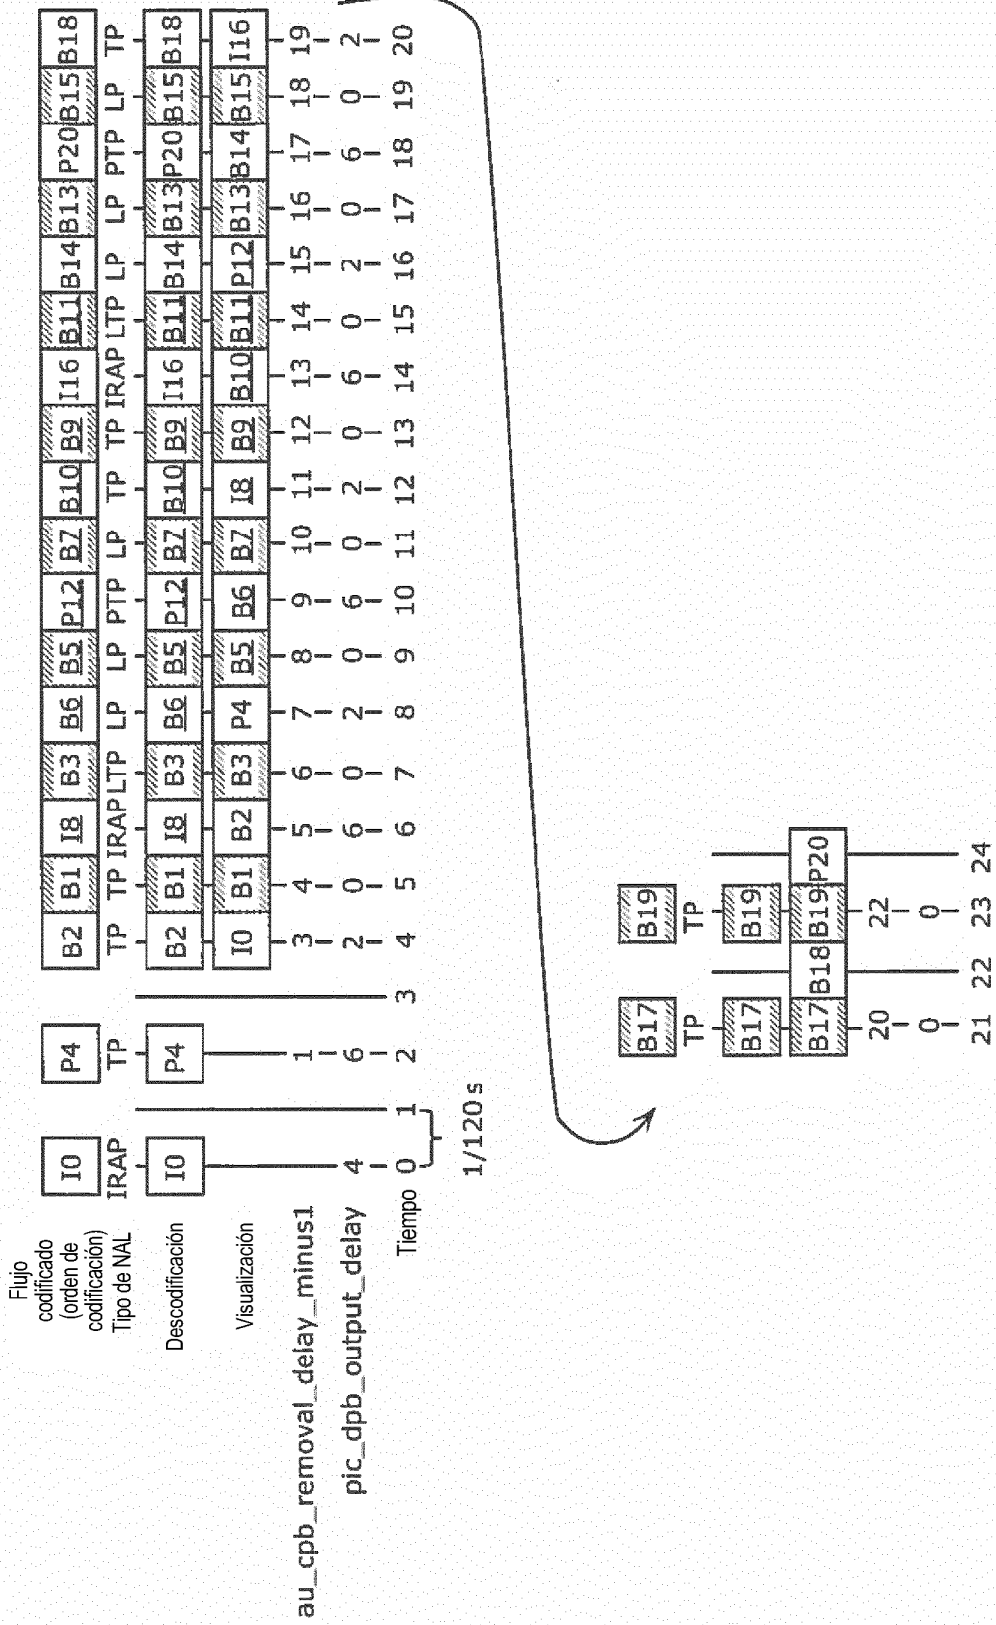 Flujo
codificado
(orden de
codificación) I0 P4 B2 B1 I8 B3 B6 B5 P12 B7 B10 B9 I16 B11 B14 B13 P20 B15 B18
Tipo de NAL IRAP TP TP TP IRAP LTP LP LP PTP LP TP TP IRAP LTP LP LP PTP LP TP
Descodificación I0 P4 B2 B1 I8 B3 B6 B5 P12 B7 B10 B9 I16 B11 B14 B13 P20 B15 B18
Visualización I0 B1 B2 B3 P4 B5 B6 B7 I8 B9 B10 B11 P12 B13 B14 B15 I16
au_cpb_removal_delay_minus1 1 3 4 5 6 7 8 9 10 11 12 13 14 15 16 17 18 19
pic_dpb_output_delay 4 6 2 0 6 0 2 0 6 0 2 0 6 0 2 0 6 0 2
Tiempo 0 1 2 3 4 5 6 7 8 9 10 11 12 13 14 15 16 17 18 19 20
1/120 s
B17 B19
TP TP
B17 B19
B17 B18 B19 P20
20 22
0 0
21 22 23 24